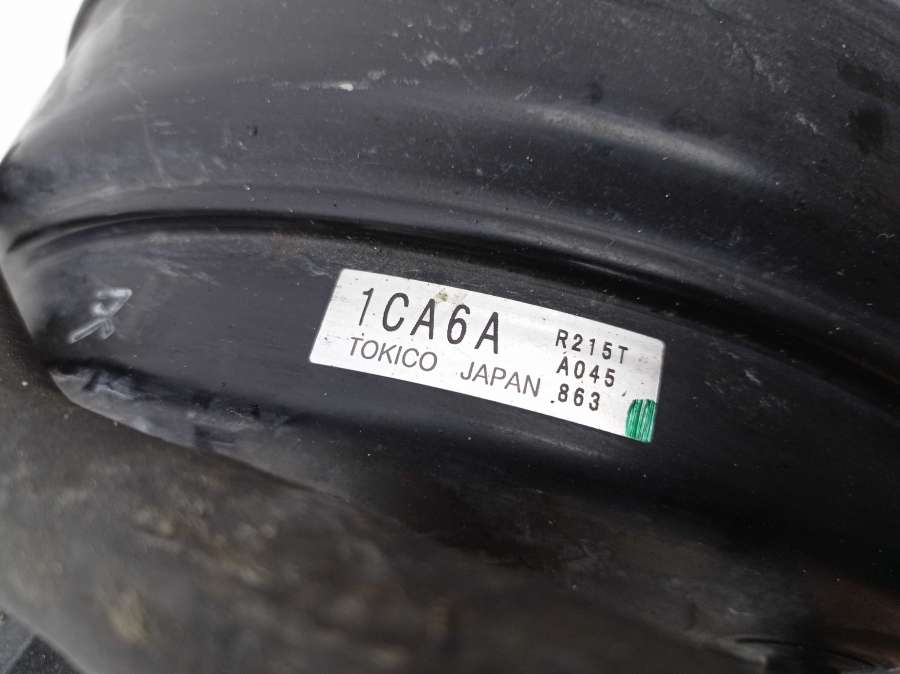 1CA6A
TOKICO JAPAN
R215T
A045
.863